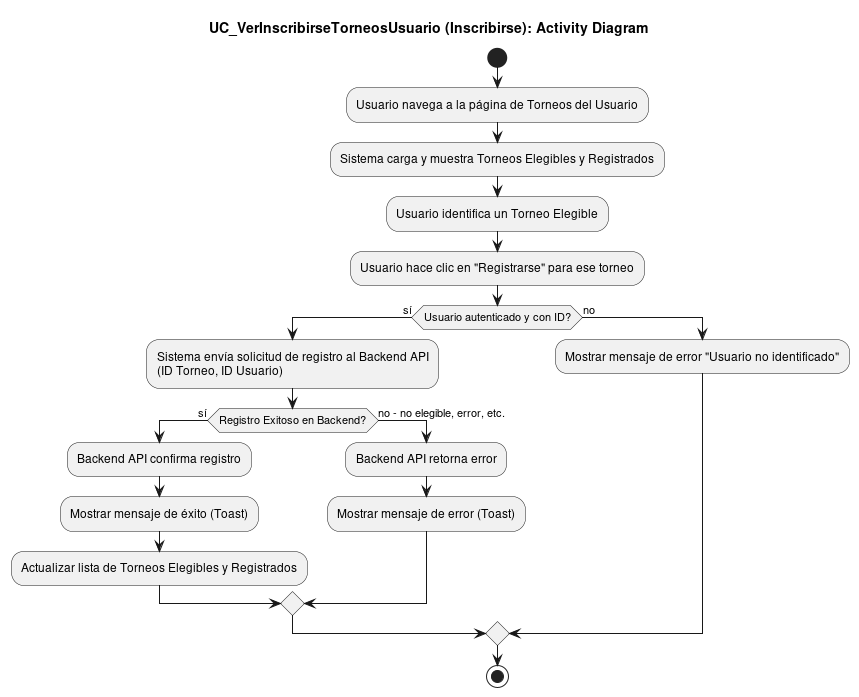 UC_VerInscribirseTorneosUsuario (Inscribirse): Activity Diagram
Usuario navega a la página de Torneos del Usuario
Sistema carga y muestra Torneos Elegibles y Registrados
Usuario identifica un Torneo Elegible
Usuario hace clic en "Registrarse" para ese torneo
sí
Usuario autenticado y con ID?
no
Sistema envía solicitud de registro al Backend API
(ID Torneo, ID Usuario)
Mostrar mensaje de error "Usuario no identificado"
sí
Registro Exitoso en Backend?
no - no elegible, error, etc.
Backend API confirma registro
Backend API retorna error
Mostrar mensaje de éxito (Toast)
Mostrar mensaje de error (Toast)
Actualizar lista de Torneos Elegibles y Registrados